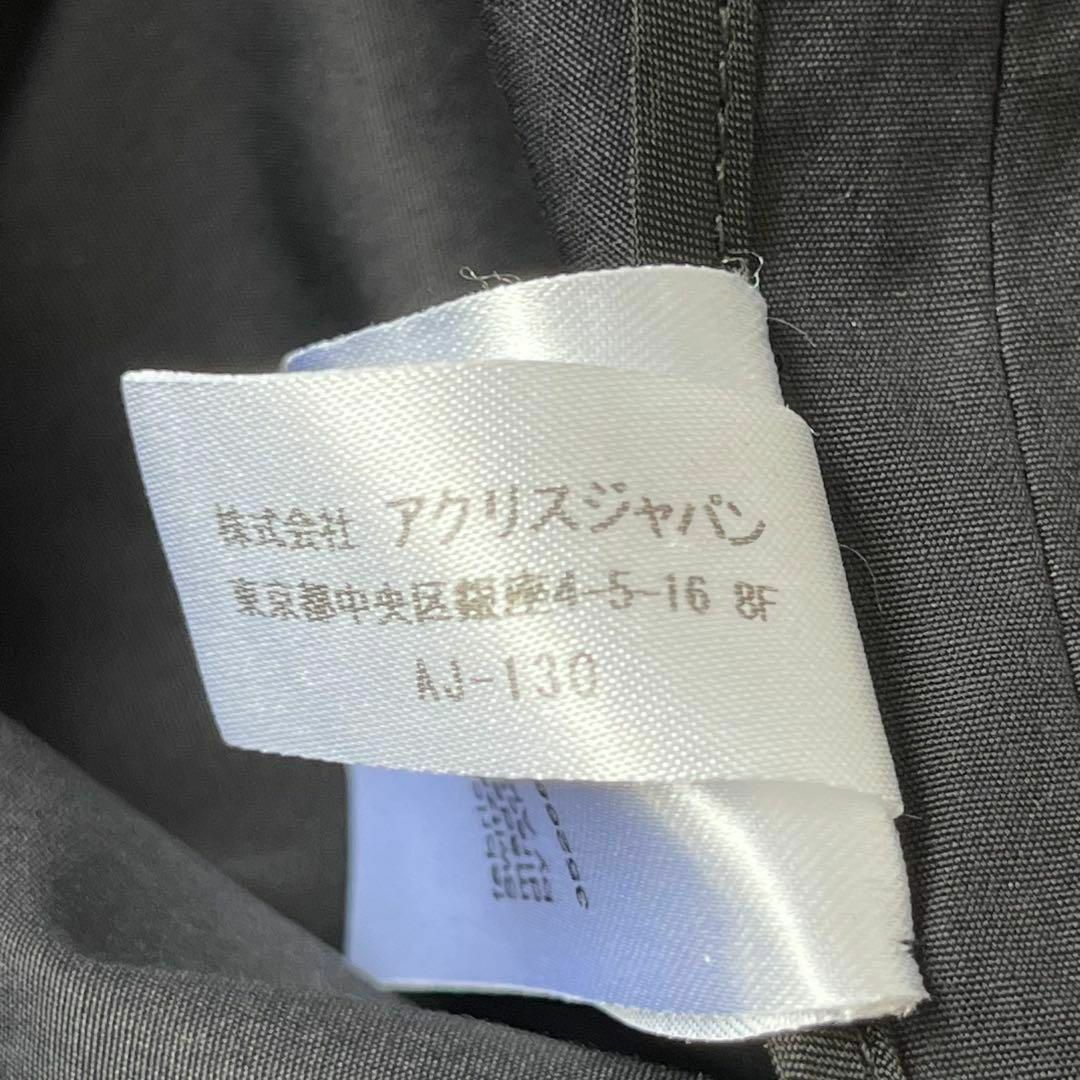 株式会社 アクリスジャパン
東京都中央区銀座4-5-16 8F
AJ-130